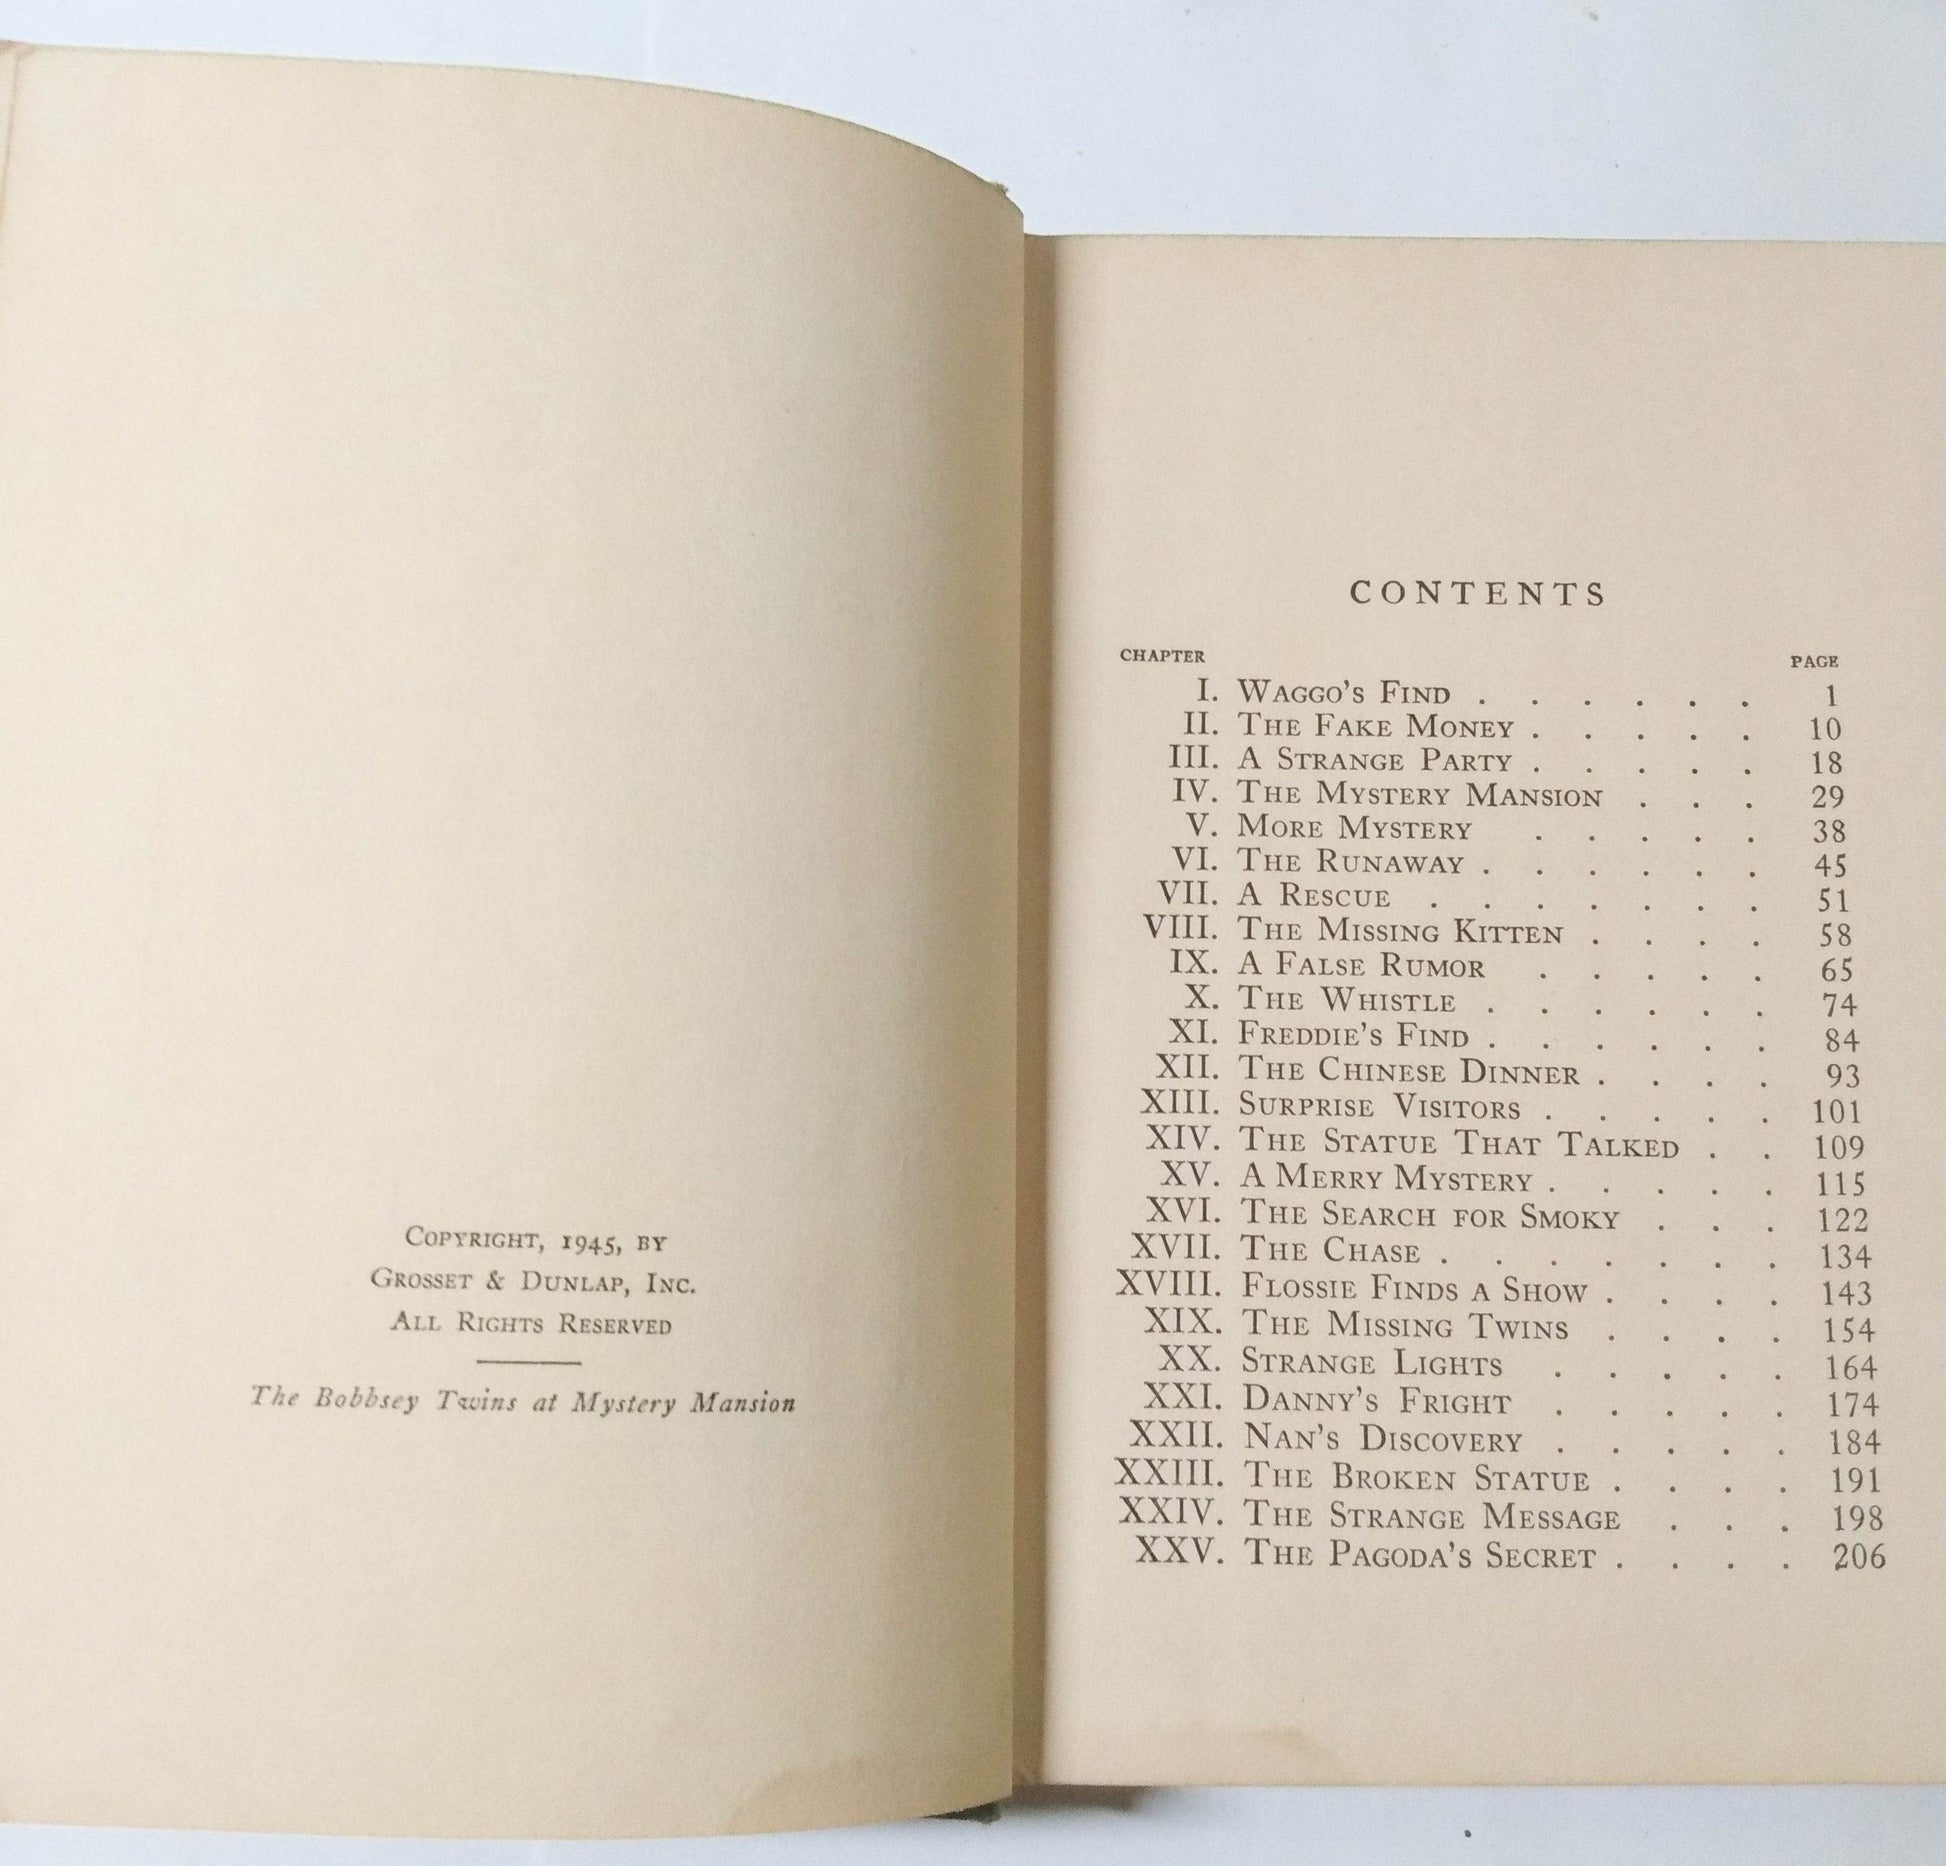 COPYRIGHT, 1945, BY
GROSSET & DUNLAP, INC.
ALL RIGHTS RESERVED
The Bobbsey Twins at Mystery Mansion
CONTENTS
CHAPTER PAGE
I. WAGGO'S FIND . . . . . . 1
II. THE FAKE MONEY . . . . . 10
III. A STRANGE PARTY . . . . . 18
IV. THE MYSTERY MANSION . . . 29
V. MORE MYSTERY . . . . . 38
VI. THE RUNAWAY . . . . . . 45
VII. A RESCUE . . . . . . . 51
VIII. THE MISSING KITTEN . . . . 58
IX. A FALSE RUMOR . . . . . 65
X. THE WHISTLE . . . . . . 74
XI. FREDDIE'S FIND . . . . . . 84
XII. THE CHINESE DINNER . . . . 93
XIII. SURPRISE VISITORS . . . . . 101
XIV. THE STATUE THAT TALKED . . 109
XV. A MERRY MYSTERY . . . . . 115
XVI. THE SEARCH FOR SMOKY . . . 122
XVII. THE CHASE . . . . . . . 134
XVIII. FLOSSIE FINDS A SHOW . . . . 143
XIX. THE MISSING TWINS . . . . 154
XX. STRANGE LIGHTS . . . . . 164
XXI. DANNY'S FRIGHT . . . . . 174
XXII. NAN'S DISCOVERY . . . . . 184
XXIII. THE BROKEN STATUE . . . . 191
XXIV. THE STRANGE MESSAGE . . . 198
XXV. THE PAGODA'S SECRET . . . . 206